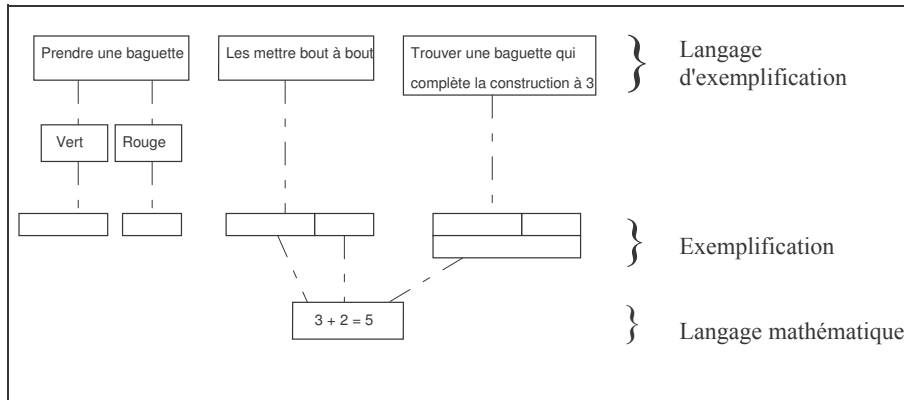 Prendre une baguette
Les mettre bout à bout
Trouver une baguette qui
complète la construction à 3
Langage
d'exemplification
Vert
Rouge
Exemplification
3 + 2 = 5
Langage mathématique